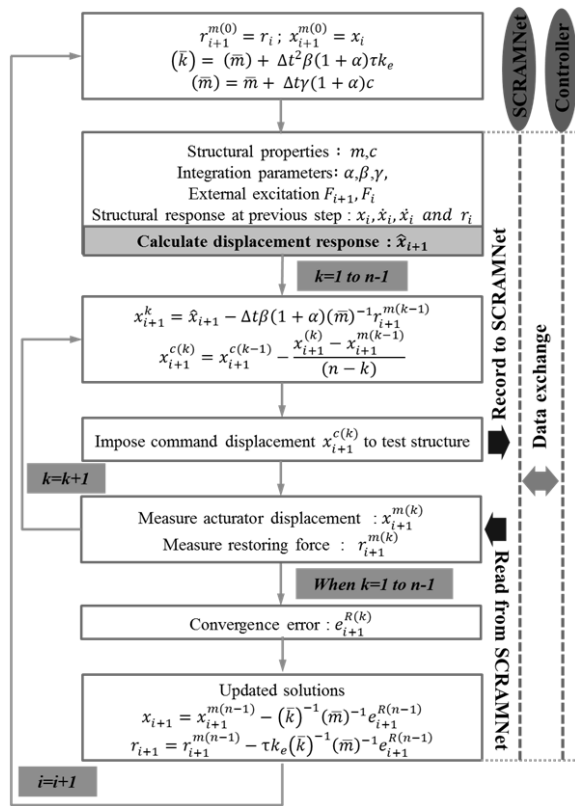 r_{i+1}^{m(0)} = r_i ; x_{i+1}^{m(0)} = x_i
(k̄) = (m̄) + Δt²β(1 + α)τk_e
(m̄) = m̄ + Δtγ(1 + α)c
SCRAMNet
Controller
Structural properties : m,c
Integration parameters: α,β,γ,
External excitation F_{i+1}, F_i
Structural response at previous step : x_i, ẋ_i, ẋ_i and r_i
Calculate displacement response : x̂_{i+1}
k=1 to n-1
x_{i+1}^{k} = x̂_{i+1} − Δtβ(1 + α)(m̄)^{-1} r_{i+1}^{m(k-1)}
x_{i+1}^{c(k)} = x_{i+1}^{c(k-1)} − \frac{x_{i+1}^{(k)} − x_{i+1}^{m(k-1)}}{(n − k)}
Record to SCRAMNet
Data exchange
Impose command displacement x_{i+1}^{c(k)} to test structure
k=k+1
Measure acturator displacement : x_{i+1}^{m(k)}
Measure restoring force : r_{i+1}^{m(k)}
Read from SCRAMNet
When k=1 to n-1
Convergence error : e_{i+1}^{R(k)}
Updated solutions
x_{i+1} = x_{i+1}^{m(n-1)} − (k̄)^{-1}(m̄)^{-1} e_{i+1}^{R(n-1)}
r_{i+1} = r_{i+1}^{m(n-1)} − τk_e(k̄)^{-1}(m̄)^{-1} e_{i+1}^{R(n-1)}
i=i+1